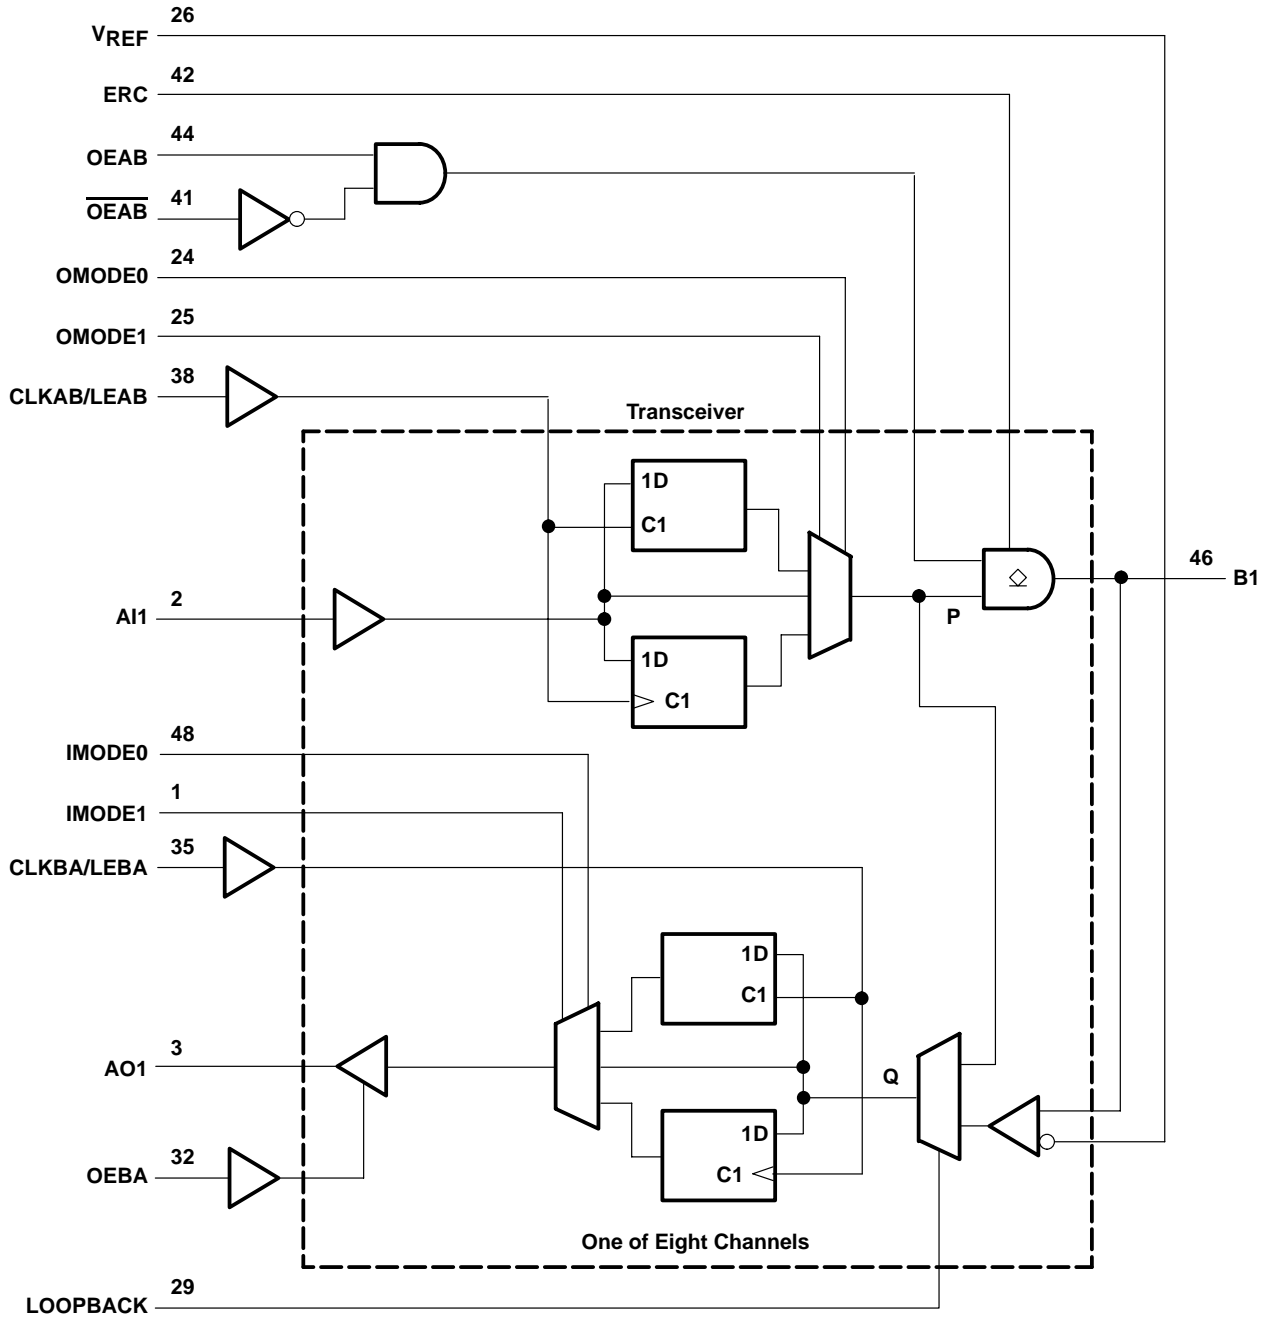 26
VREF
42
ERC
44
OEAB
41
OEAB
24
OMODE0
25
OMODE1
38
CLKAB/LEAB
Transceiver
1D
C1
46
B1
2
AI1
P
1D
C1
48
IMODE0
1
IMODE1
35
CLKBA/LEBA
1D
C1
3
AO1
Q
1D
C1
32
OEBA
One of Eight Channels
29
LOOPBACK